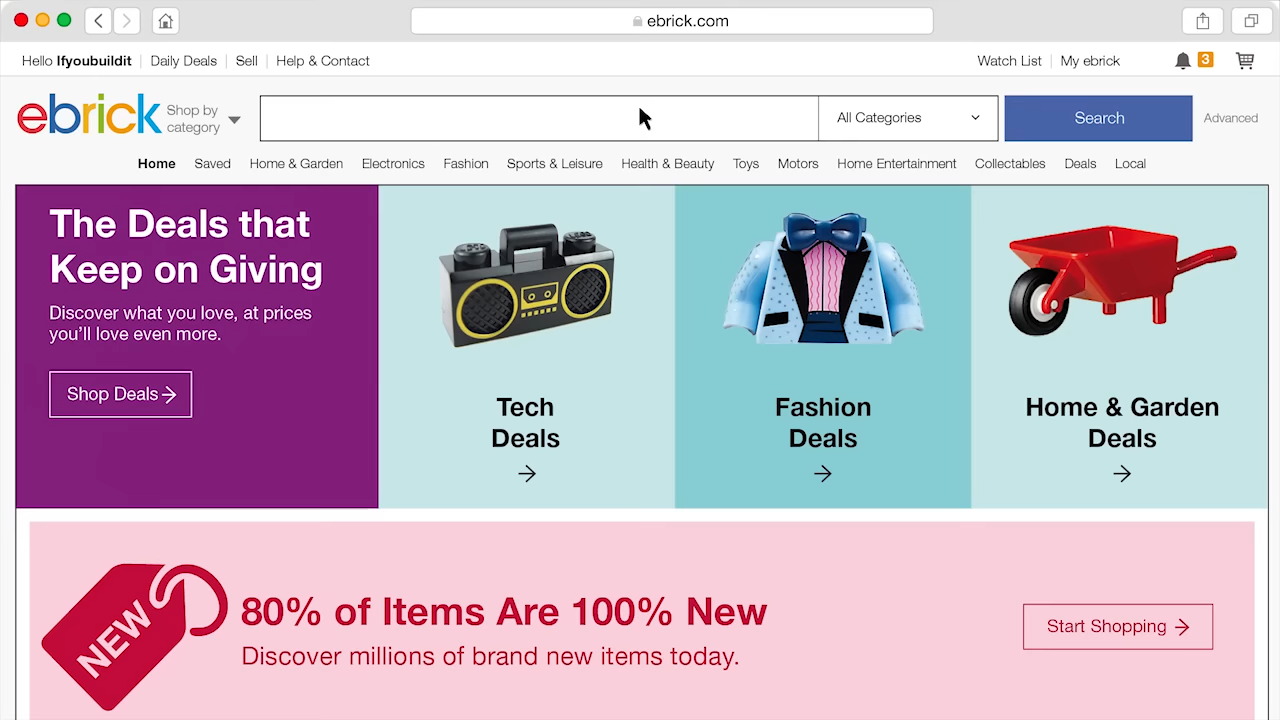 ebrick.com
Hello Ifyoubuildit
Daily Deals
Sell
Help & Contact
Watch List
My ebrick
3
ebrick
Shop by
category
All Categories
Search
Advanced
Home
Saved
Home & Garden
Electronics
Fashion
Sports & Leisure
Health & Beauty
Toys
Motors
Home Entertainment
Collectables
Deals
Local
The Deals that
Keep on Giving
Discover what you love, at prices
you'll love even more.
Shop Deals
Tech
Deals
Fashion
Deals
Home & Garden
Deals
NEW
80% of Items Are 100% New
Discover millions of brand new items today.
Start Shopping